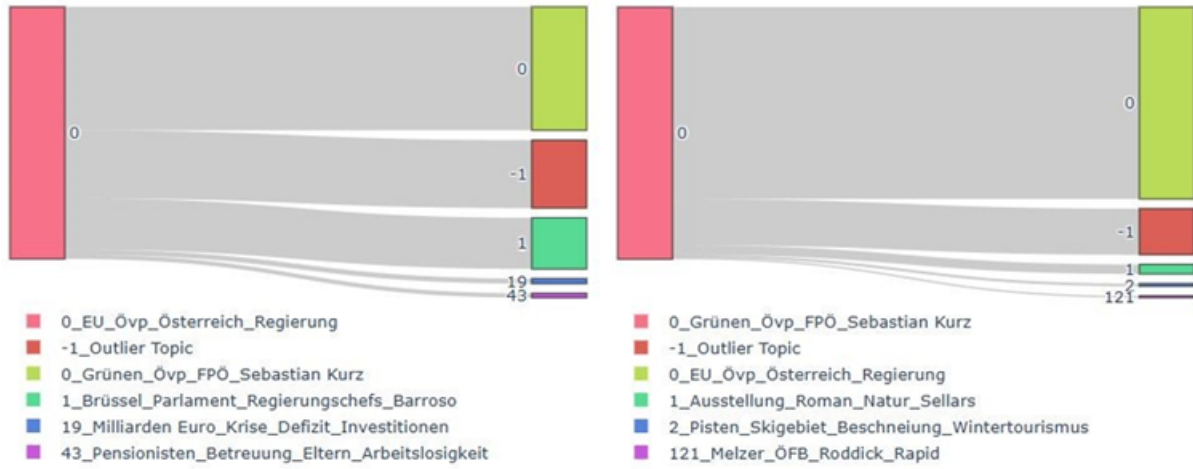 0
0
-1
1
19
43
0_EU_Övp_Österreich_Regierung
-1_Outlier Topic
0_Grünen_Övp_FPÖ_Sebastian Kurz
1_Brüssel_Parlament_Regierungschefs_Barroso
19_Milliarden Euro_Krise_Defizit_Investitionen
43_Pensionisten_Betreuung_Eltern_Arbeitslosigkeit
0
0
-1
1
2
121
0_Grünen_Övp_FPÖ_Sebastian Kurz
-1_Outlier Topic
0_EU_Övp_Österreich_Regierung
1_Ausstellung_Roman_Natur_Sellars
2_Pisten_Skigebiet_Beschneiung_Wintertourismus
121_Melzer_ÖFB_Roddick_Rapid